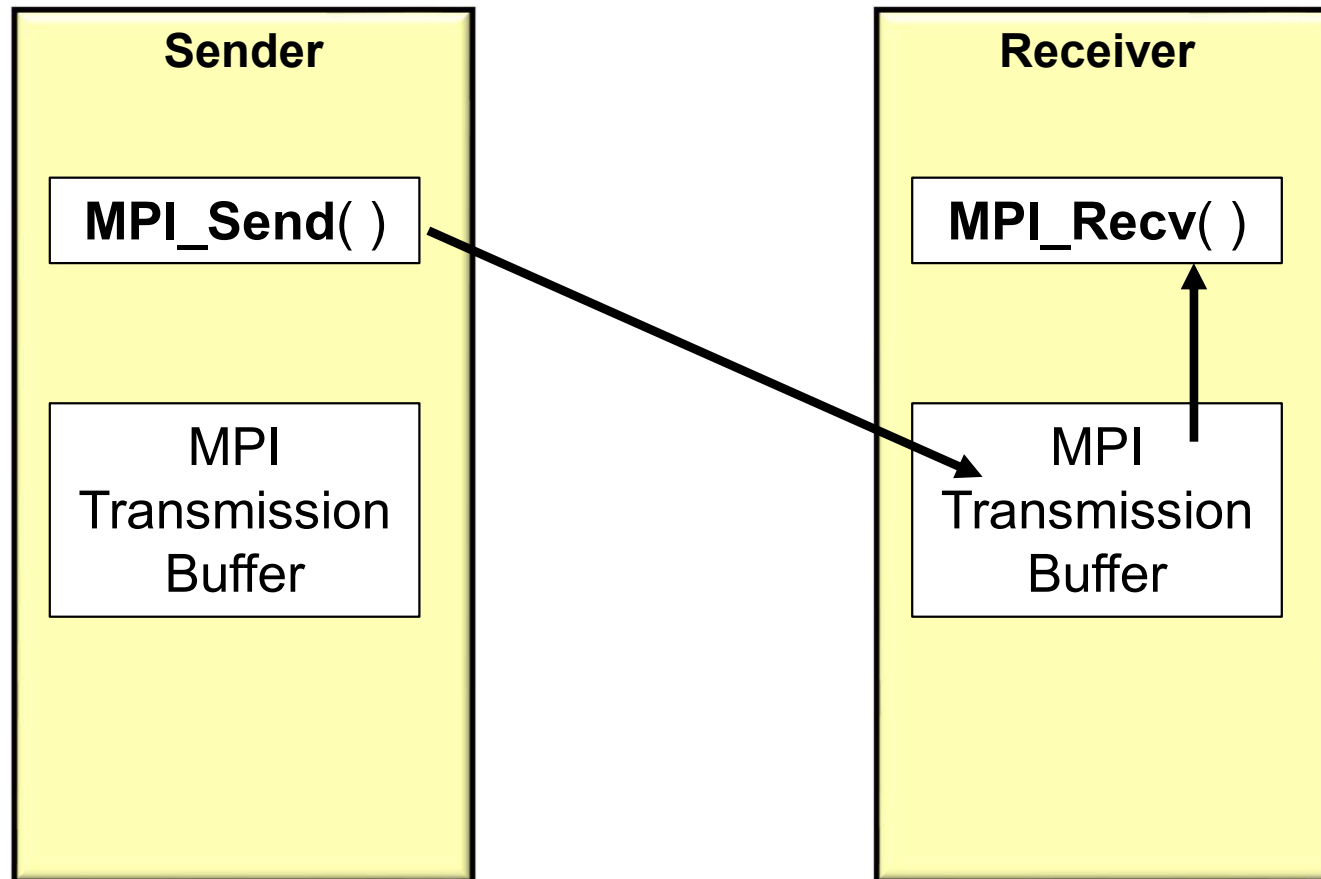 Sender
MPI_Send( )
MPI
Transmission
Buffer
Receiver
MPI_Recv( )
MPI
Transmission
Buffer